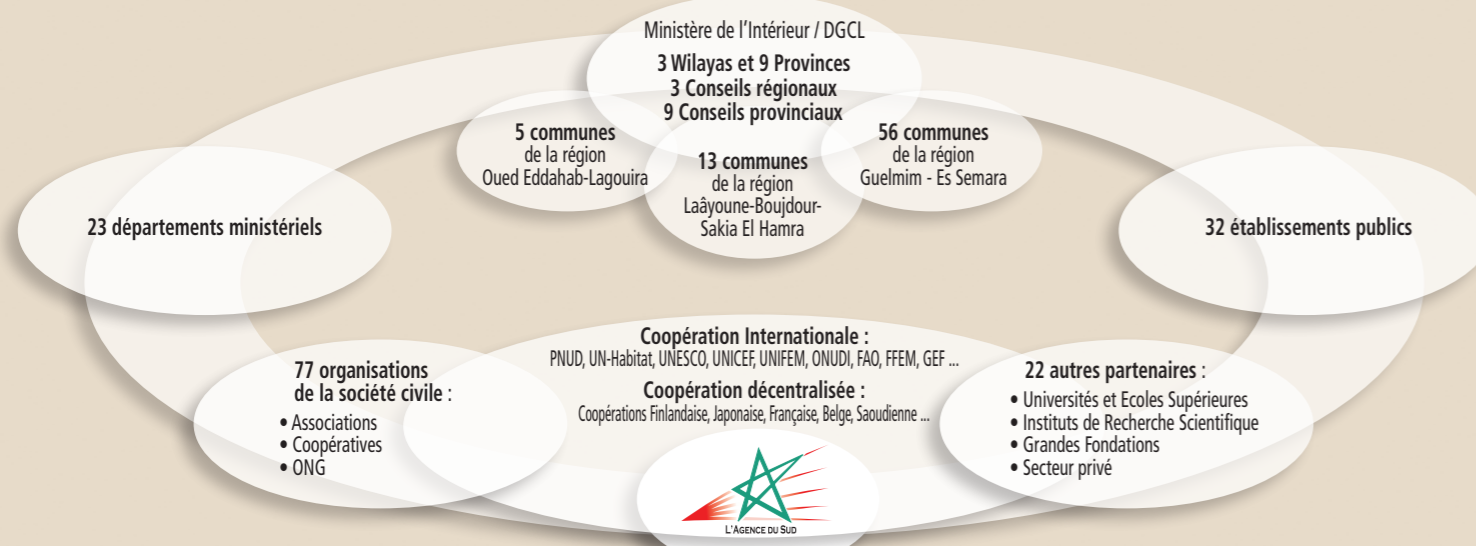 Ministère de l'Intérieur / DGCL
3 Wilayas et 9 Provinces
3 Conseils régionaux
9 Conseils provinciaux
5 communes
de la région
Oued Eddahab-Lagouira
13 communes
de la région
Laâyoune-Boujdour-
Sakia El Hamra
56 communes
de la région
Guelmim - Es Semara
23 départements ministériels
32 établissements publics
77 organisations
de la société civile :
• Associations
• Coopératives
• ONG
Coopération Internationale :
PNUD, UN-Habitat, UNESCO, UNICEF, UNIFEM, ONUDI, FAO, FFEM, GEF ...
Coopération décentralisée :
Coopérations Finlandaise, Japonaise, Française, Belge, Saoudienne ...
22 autres partenaires :
• Universités et Ecoles Supérieures
• Instituts de Recherche Scientifique
• Grandes Fondations
• Secteur privé
L'AGENCE DU SUD